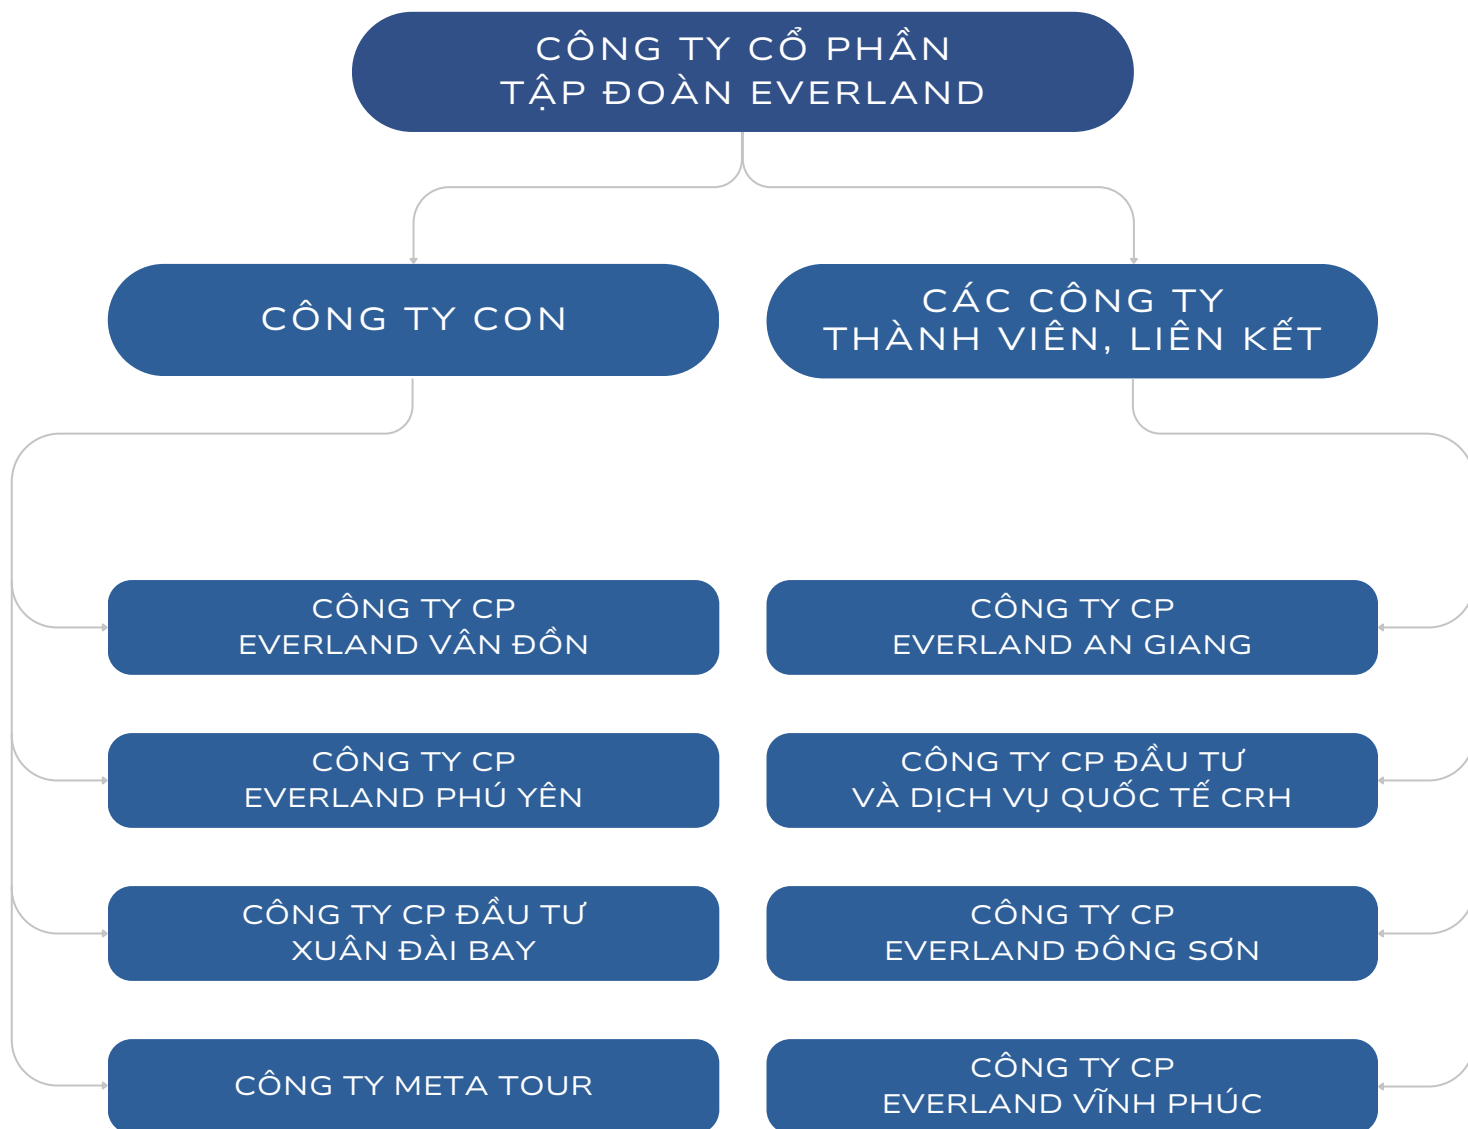 CÔNG TY CỔ PHẦN
TẬP ĐOÀN EVERLAND
CÔNG TY CON
CÁC CÔNG TY
THÀNH VIÊN, LIÊN KẾT
CÔNG TY CP
EVERLAND VÂN ĐỒN
CÔNG TY CP
EVERLAND PHÚ YÊN
CÔNG TY CP ĐẦU TƯ
XUÂN ĐÀI BAY
CÔNG TY META TOUR
CÔNG TY CP
EVERLAND AN GIANG
CÔNG TY CP ĐẦU TƯ
VÀ DỊCH VỤ QUỐC TẾ CRH
CÔNG TY CP
EVERLAND ĐÔNG SƠN
CÔNG TY CP
EVERLAND VĨNH PHÚC